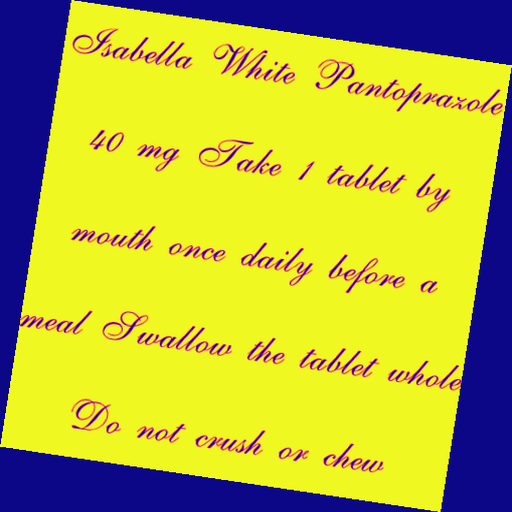 Isabella White Pantoprazole
40 mg Take 1 tablet by
mouth once daily before a
meal Swallow the tablet whole
Do not crush or chew